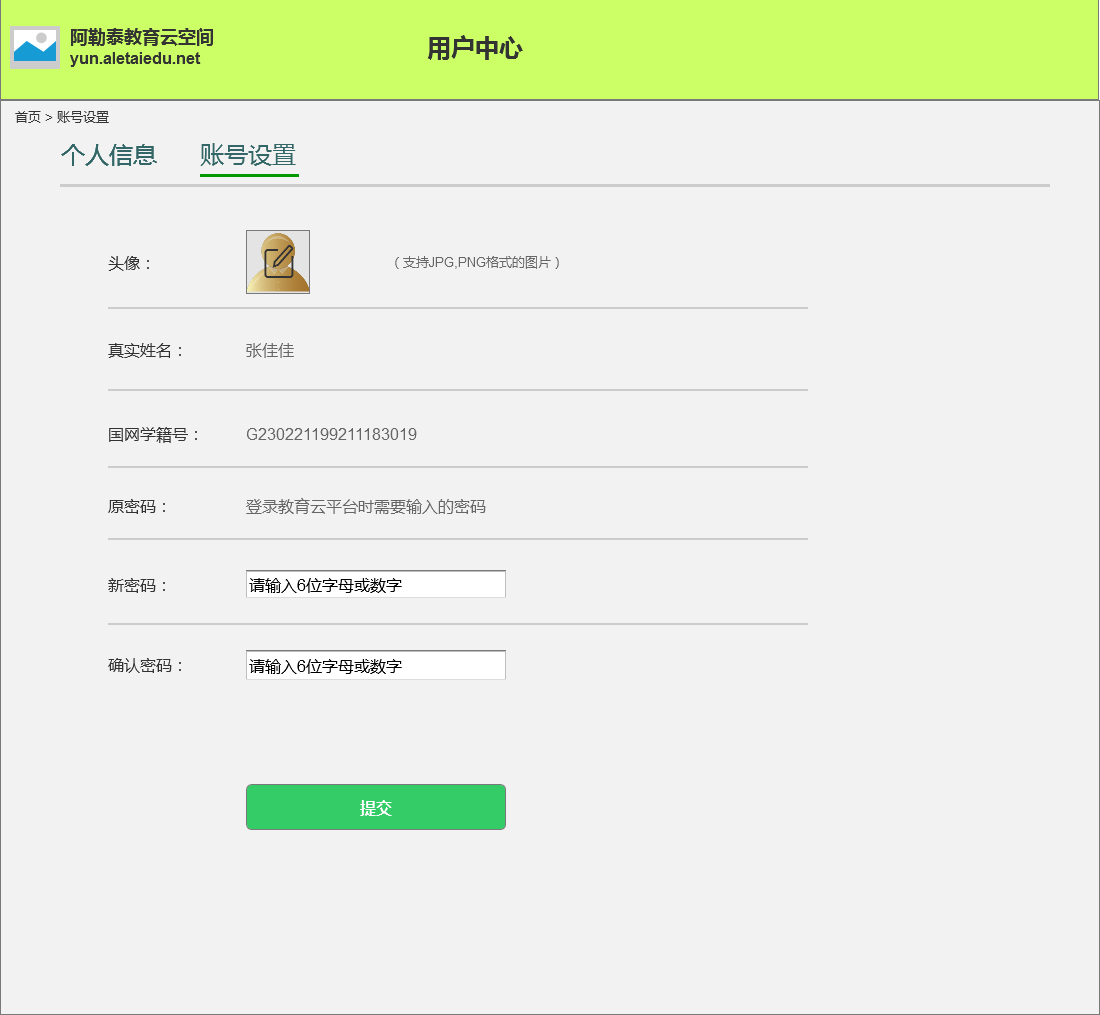 阿勒泰教育云空间
yun.aletaiedu.net
用户中心
首页 > 账号设置
个人信息 账号设置
头像： （支持JPG,PNG格式的图片）
真实姓名： 张佳佳
国网学籍号： G230221199211183019
原密码： 登录教育云平台时需要输入的密码
新密码： 请输入6位字母或数字
确认密码： 请输入6位字母或数字
提交